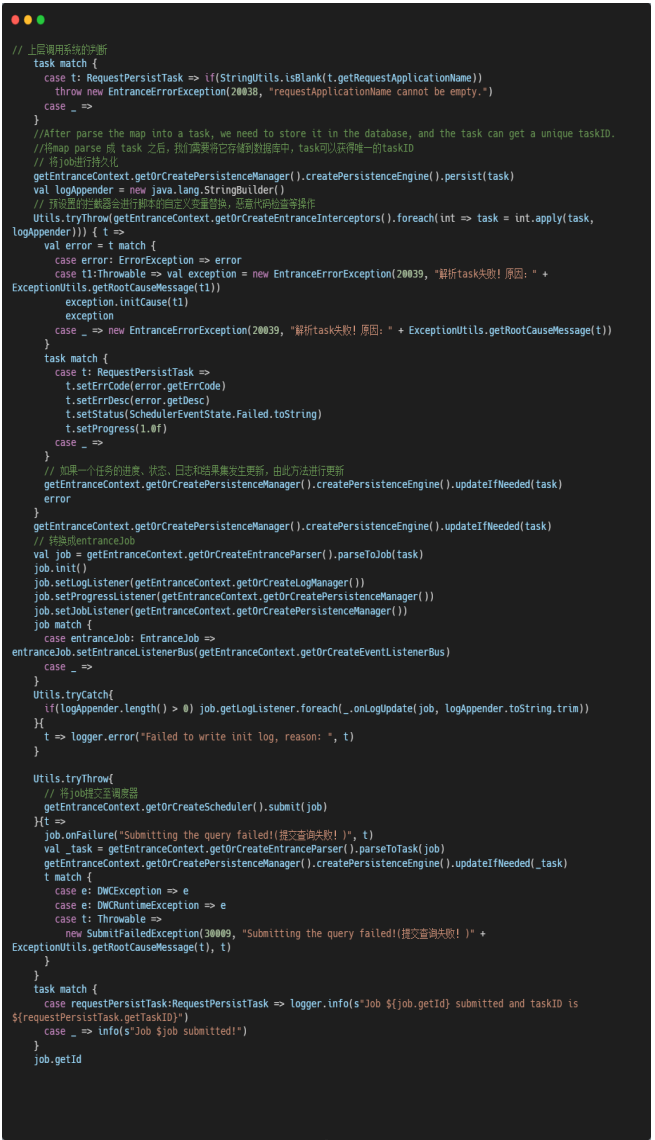 // 上层调用系统的判断
task match {
case t: RequestPersistTask => if(StringUtils.isBlank(t.getRequestApplicationName))
throw new EntranceErrorException(20038, "requestApplicationName cannot be empty.")
case _ =>
}
//After parse the map into a task, we need to store it in the database, and the task can get a unique taskID.
//将map parse 成 task 之后，我们需要将它存储到数据库中，task可以获得唯一的taskID
// 将job进行持久化
getEntranceContext.getOrCreatePersistenceManager().createPersistenceEngine().persist(task)
val logAppender = new java.lang.StringBuilder()
// 预设置的拦截器会进行脚本的自定义变量替换，恶意代码检查等操作
Utils.tryThrow(getEntranceContext.getOrCreateEntranceInterceptors().foreach(int => task = int.apply(task,
logAppender))) { t =>
val error = t match {
case error: ErrorException => error
case t1:Throwable => val exception = new EntranceErrorException(20039, "解析task失败！原因：" +
ExceptionUtils.getRootCauseMessage(t1))
exception.initCause(t1)
exception
case _ => new EntranceErrorException(20039, "解析task失败！原因：" + ExceptionUtils.getRootCauseMessage(t))
}
task match {
case t: RequestPersistTask =>
t.setErrCode(error.getErrCode)
t.setErrDesc(error.getDesc)
t.setStatus(SchedulerEventState.Failed.toString)
t.setProgress(1.0f)
case _ =>
}
// 如果一个任务的进度、状态、日志和结果集发生更新，由此方法进行更新
getEntranceContext.getOrCreatePersistenceManager().createPersistenceEngine().updateIfNeeded(task)
error
}
getEntranceContext.getOrCreatePersistenceManager().createPersistenceEngine().updateIfNeeded(task)
// 转换成entranceJob
val job = getEntranceContext.getOrCreateEntranceParser().parseToJob(task)
job.init()
job.setLogListener(getEntranceContext.getOrCreateLogManager())
job.setProgressListener(getEntranceContext.getOrCreatePersistenceManager())
job.setJobListener(getEntranceContext.getOrCreatePersistenceManager())
job match {
case entranceJob: EntranceJob =>
entranceJob.setEntranceListenerBus(getEntranceContext.getOrCreateEventListenerBus)
case _ =>
}
Utils.tryCatch{
if(logAppender.length() > 0) job.getLogListener.foreach(_.onLogUpdate(job, logAppender.toString.trim))
}{
t => logger.error("Failed to write init log, reason: ", t)
}
Utils.tryThrow{
// 将job提交至调度器
getEntranceContext.getOrCreateScheduler().submit(job)
}{t =>
job.onFailure("Submitting the query failed!(提交查询失败！)", t)
val _task = getEntranceContext.getOrCreateEntranceParser().parseToTask(job)
getEntranceContext.getOrCreatePersistenceManager().createPersistenceEngine().updateIfNeeded(_task)
t match {
case e: DWCException => e
case e: DWCRuntimeException => e
case t: Throwable =>
new SubmitFailedException(30009, "Submitting the query failed!(提交查询失败！)" +
ExceptionUtils.getRootCauseMessage(t), t)
}
}
task match {
case requestPersistTask:RequestPersistTask => logger.info(s"Job ${job.getId} submitted and taskID is
${requestPersistTask.getTaskID}")
case _ => info(s"Job $job submitted!")
}
job.getId